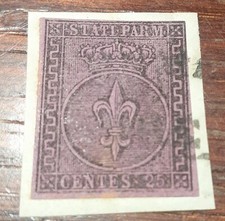 STATI PARM.
CENTES. 25